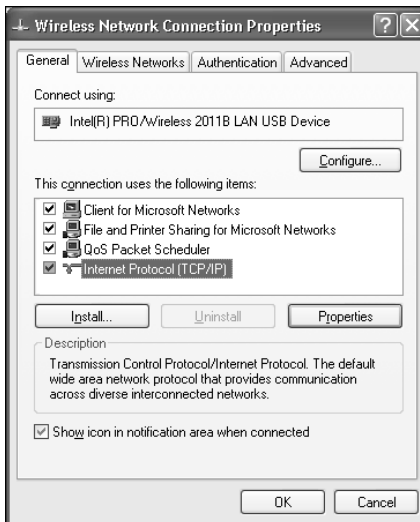 Wireless Network Connection Properties
General Wireless Networks Authentication Advanced
Connect using:
Intel(R) PRO/Wireless 2011B LAN USB Device
Configure...
This connection uses the following items:
Client for Microsoft Networks
File and Printer Sharing for Microsoft Networks
QoS Packet Scheduler
Internet Protocol (TCP/IP)
Install... Uninstall Properties
Description
Transmission Control Protocol/Internet Protocol. The default
wide area network protocol that provides communication
across diverse interconnected networks.
Show icon in notification area when connected
OK Cancel